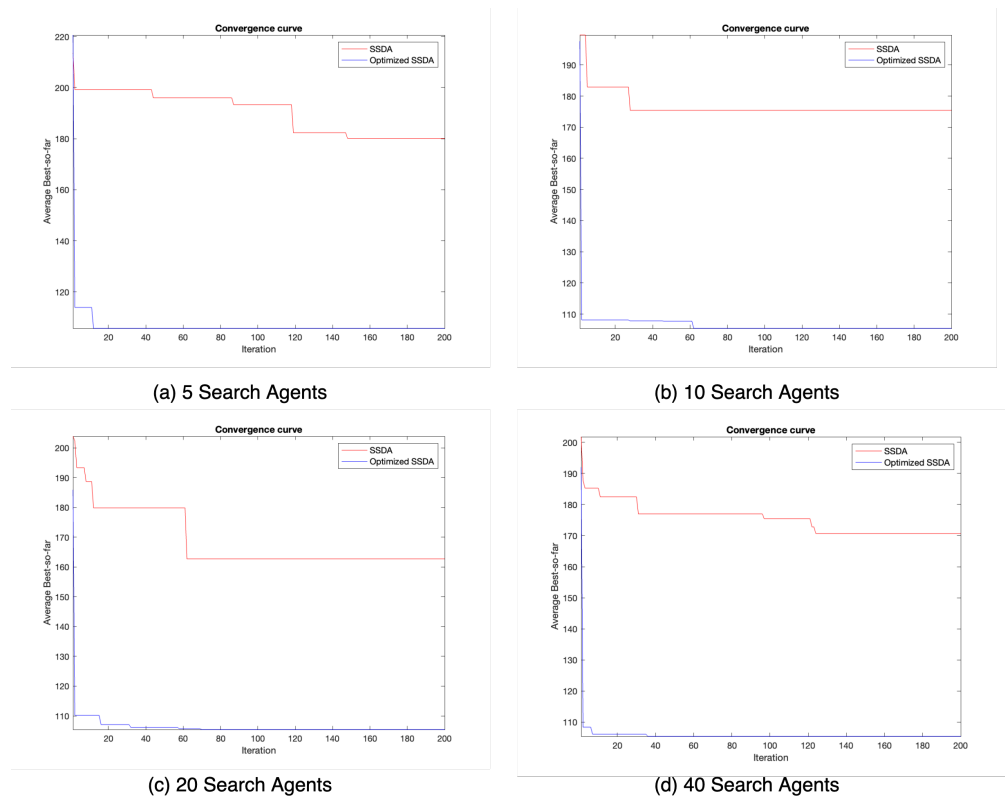 Convergence curve
220
200
180
160
140
120
Average Best-so-far
SSDA
Optimized SSDA
20 40 60 80 100 120 140 160 180 200
Iteration
(a) 5 Search Agents
Convergence curve
190
180
170
160
150
140
130
120
110
Average Best-so-far
SSDA
Optimized SSDA
20 40 60 80 100 120 140 160 180 200
Iteration
(b) 10 Search Agents
Convergence curve
200
190
180
170
160
150
140
130
120
110
Average Best-so-far
SSDA
Optimized SSDA
20 40 60 80 100 120 140 160 180 200
Iteration
(c) 20 Search Agents
Convergence curve
200
190
180
170
160
150
140
130
120
110
Average Best-so-far
SSDA
Optimized SSDA
20 40 60 80 100 120 140 160 180 200
Iteration
(d) 40 Search Agents